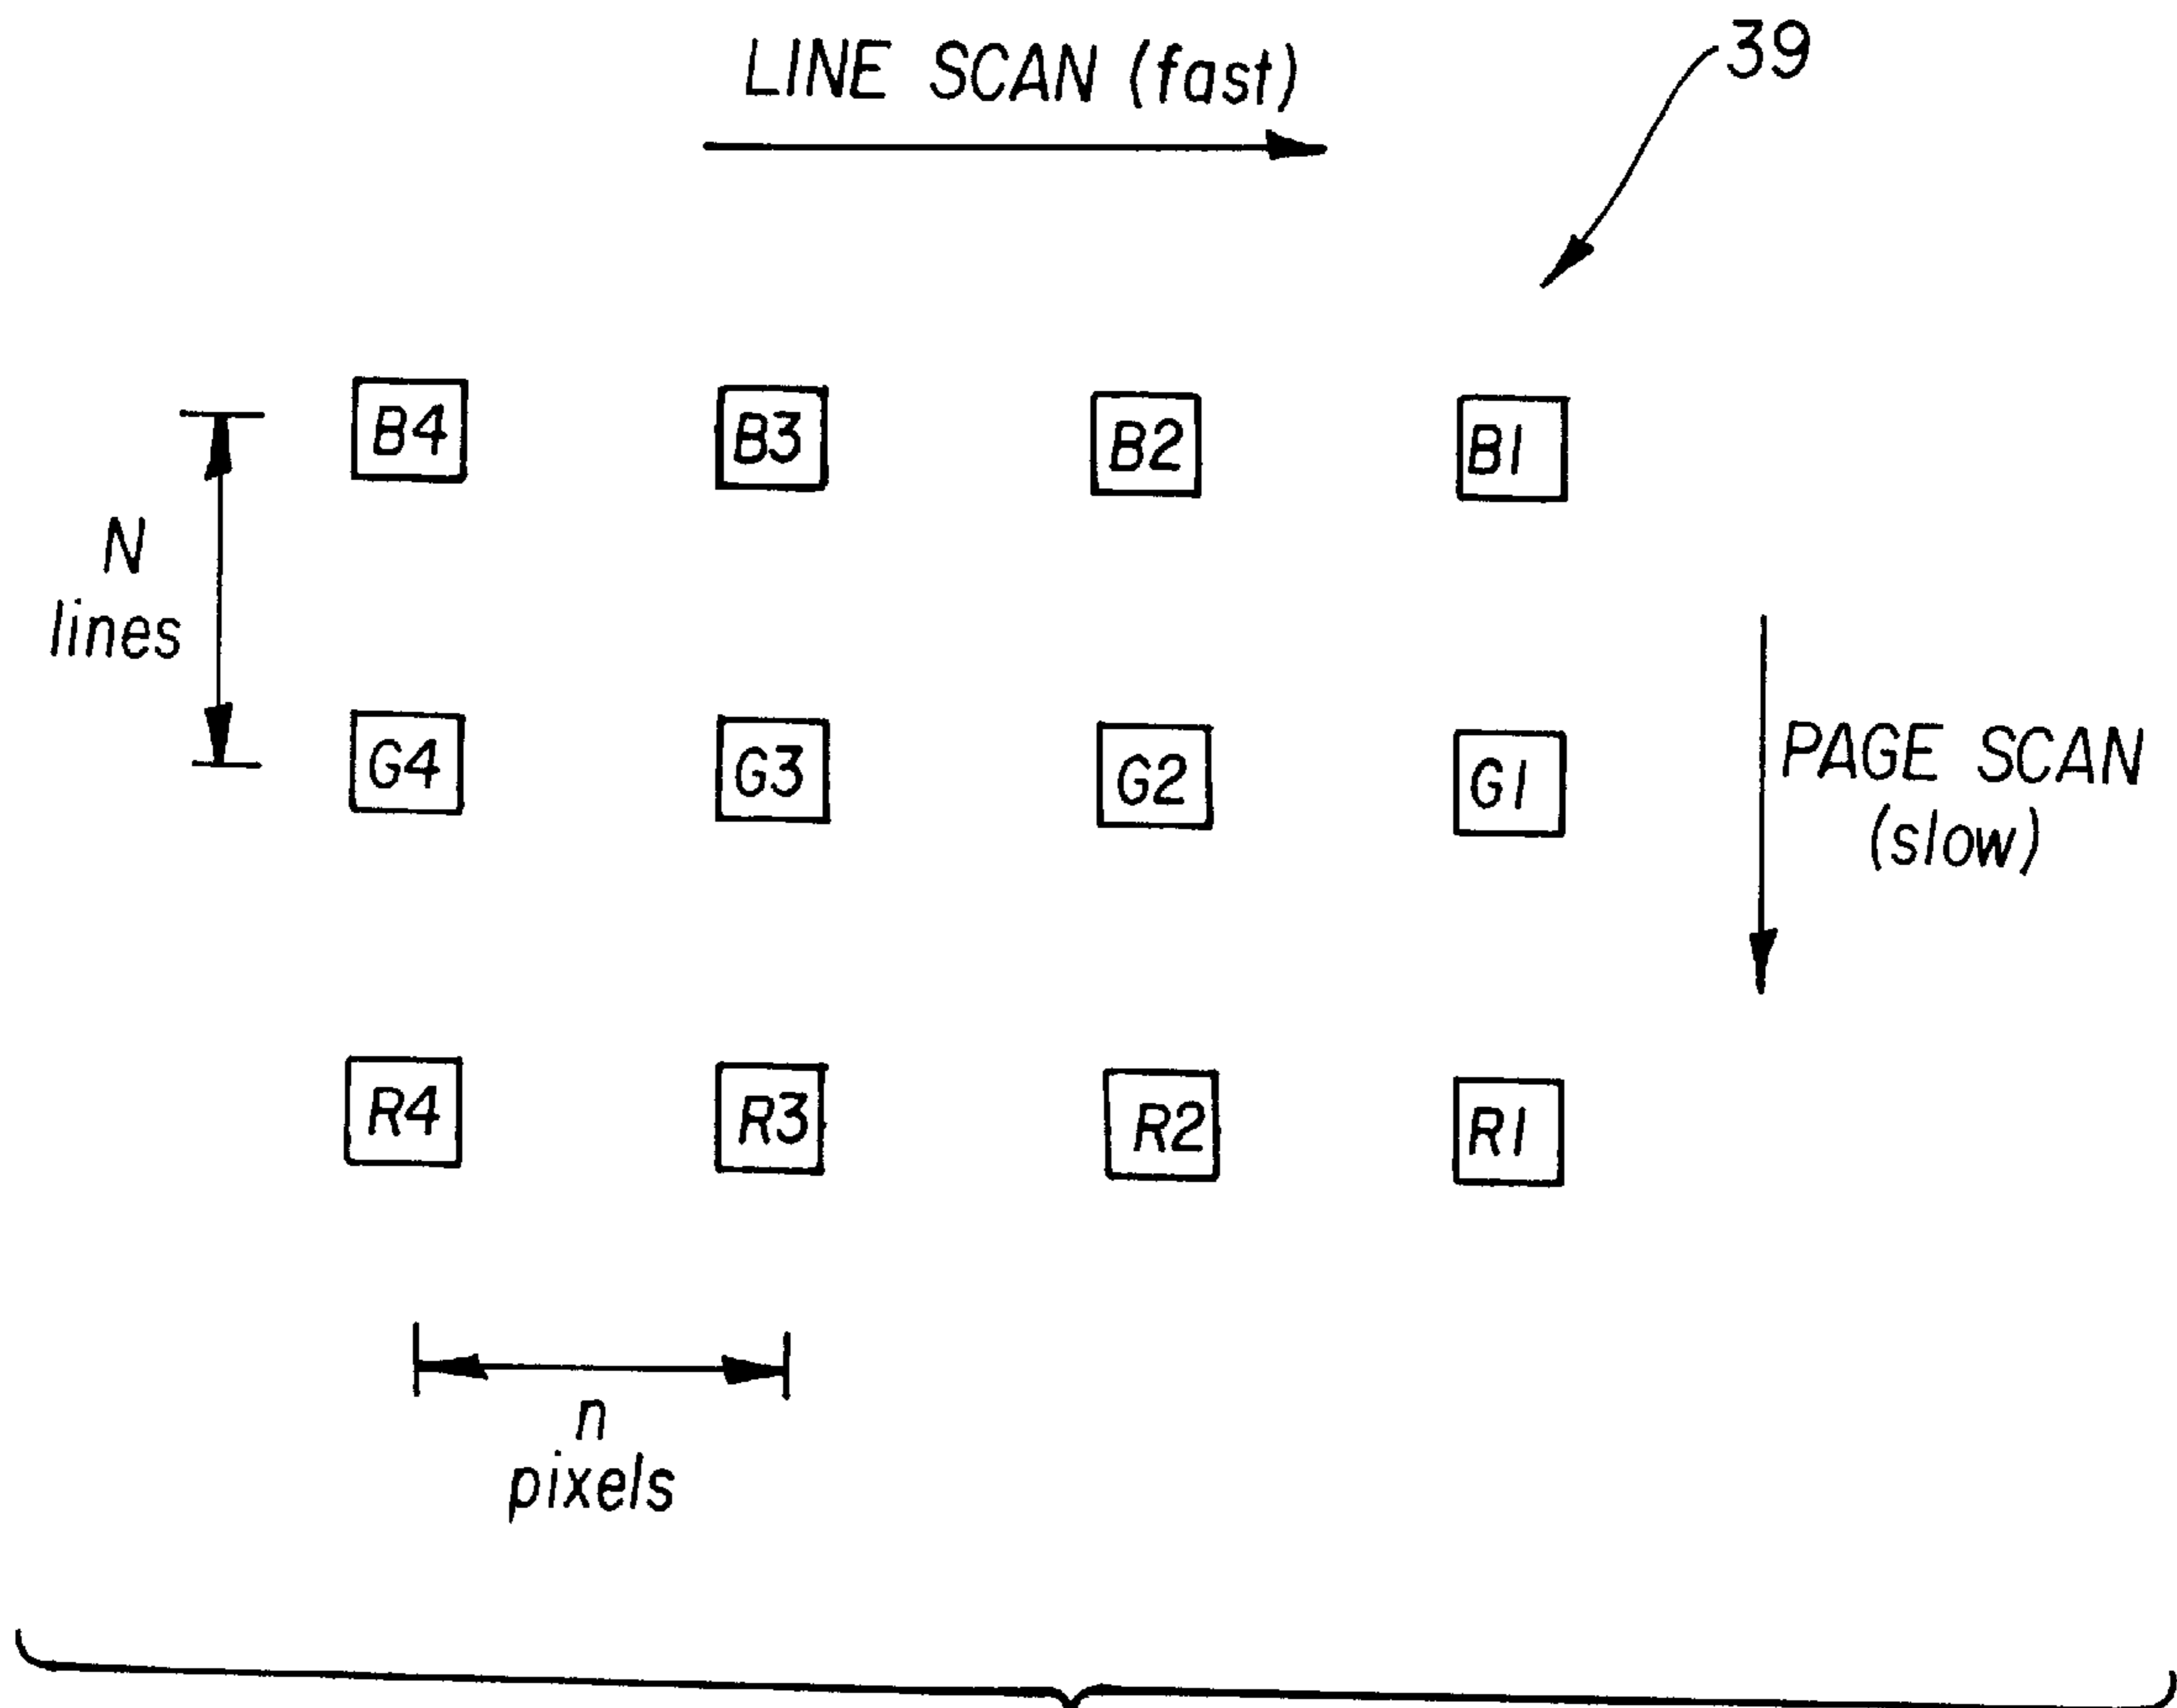 LINE SCAN (fast)
39
B4 B3 B2 B1
N
lines
G4 G3 G2 G1
PAGE SCAN
(slow)
R4 R3 R2 R1
n
pixels